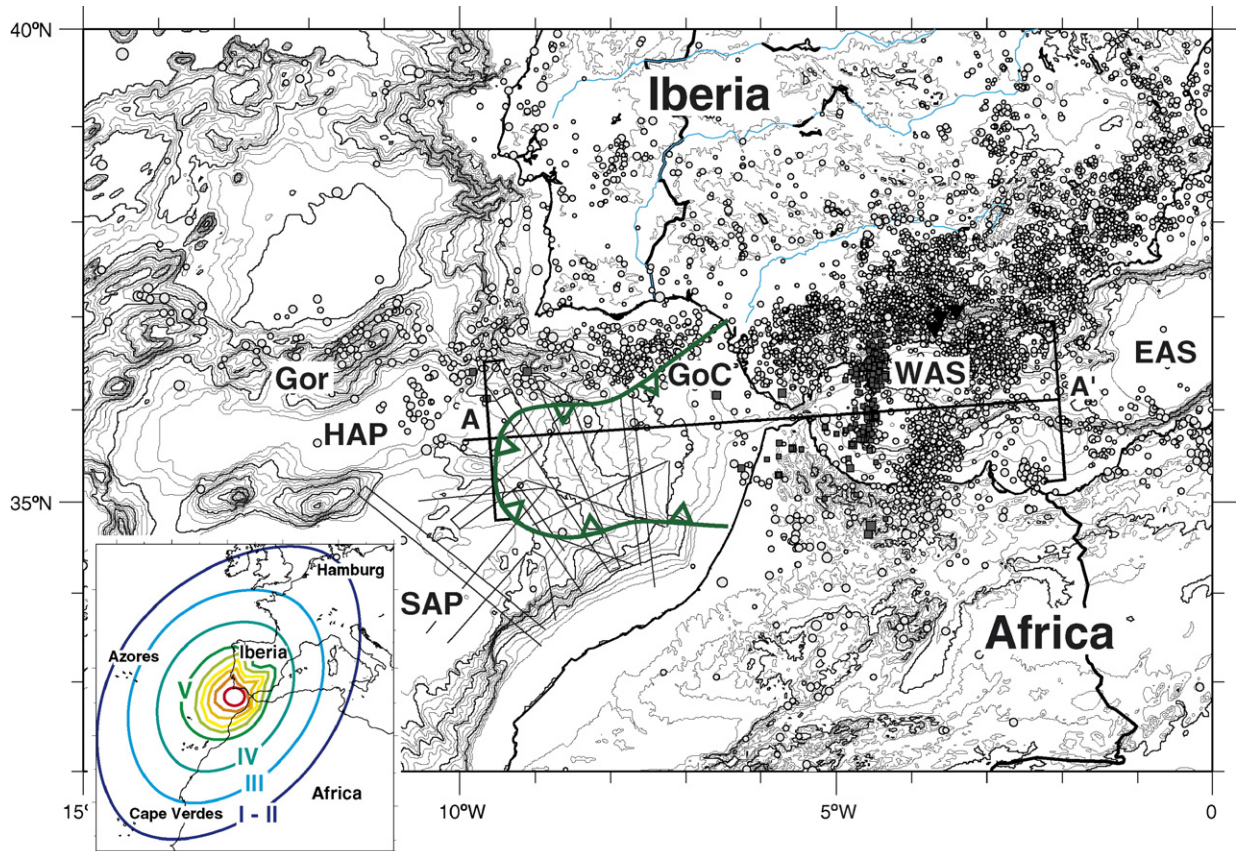 40ºN
Iberia
EAS
WAS
GoC
Gor
A
A'
HAP
35ºN
SAP
Africa
Hamburg
Azores
Iberia
V
IV
III
Africa
Cape Verdes
I - II
15º
10ºW
5ºW
0